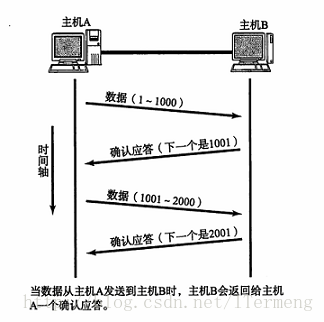 主机A
主机B
数据（1～1000）
确认应答（下一个是1001）
时间轴
数据（1001～2000）
确认应答（下一个是2001）
当数据从主机A发送到主机B时，主机B会返回给主机
A一个确认应答。
http://blog.csdn.net/llermeng